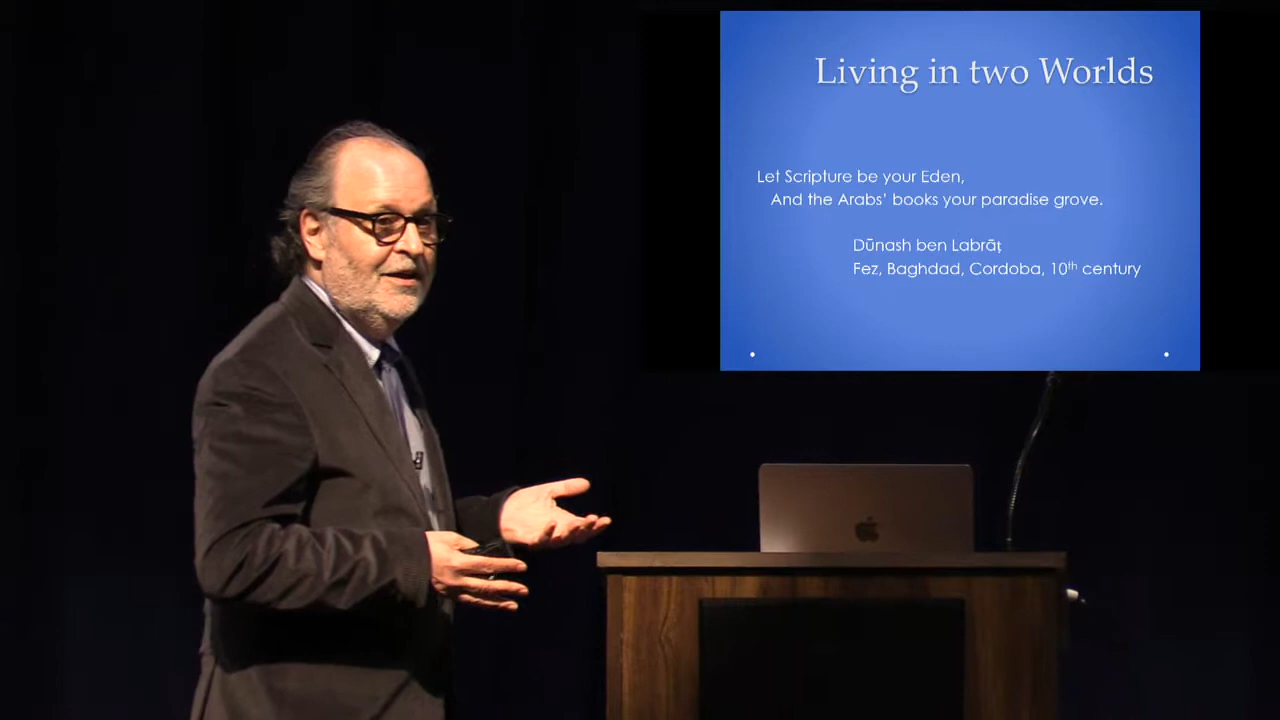 Living in two Worlds
Let Scripture be your Eden,
And the Arabs' books your paradise grove.
Dūnash ben Labrāṭ
Fez, Baghdad, Cordoba, 10th century